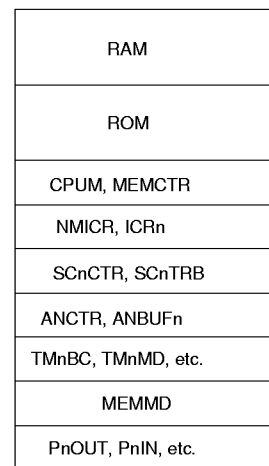 RAM
ROM
CPUM, MEMCTR
NMICR, ICRn
SCnCTR, SCnTRB
ANCTR, ANBUFn
TMnBC, TMnMD, etc.
MEMMD
PnOUT, PnIN, etc.